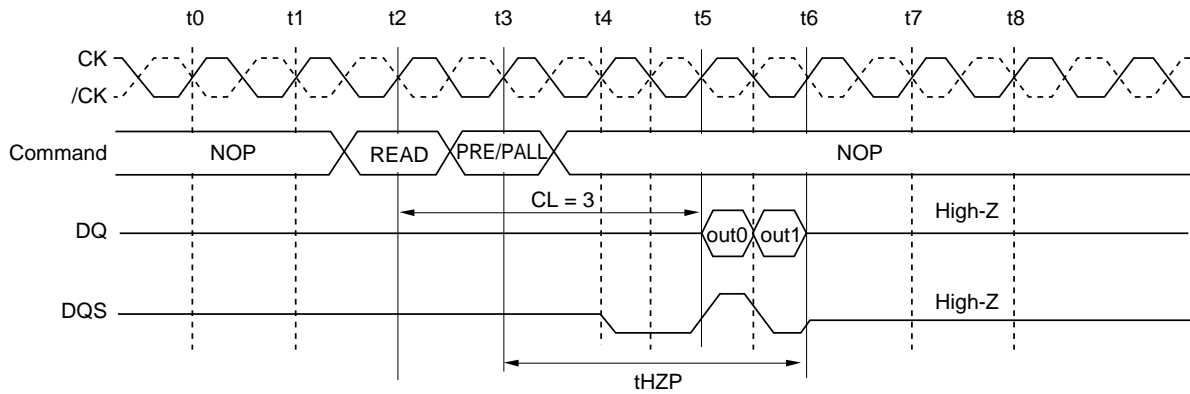 t0 t1 t2 t3 t4 t5 t6 t7 t8
CK
/CK
Command NOP READ PRE/PALL NOP
CL = 3 High-Z
DQ out0 out1
DQS High-Z
tHZP